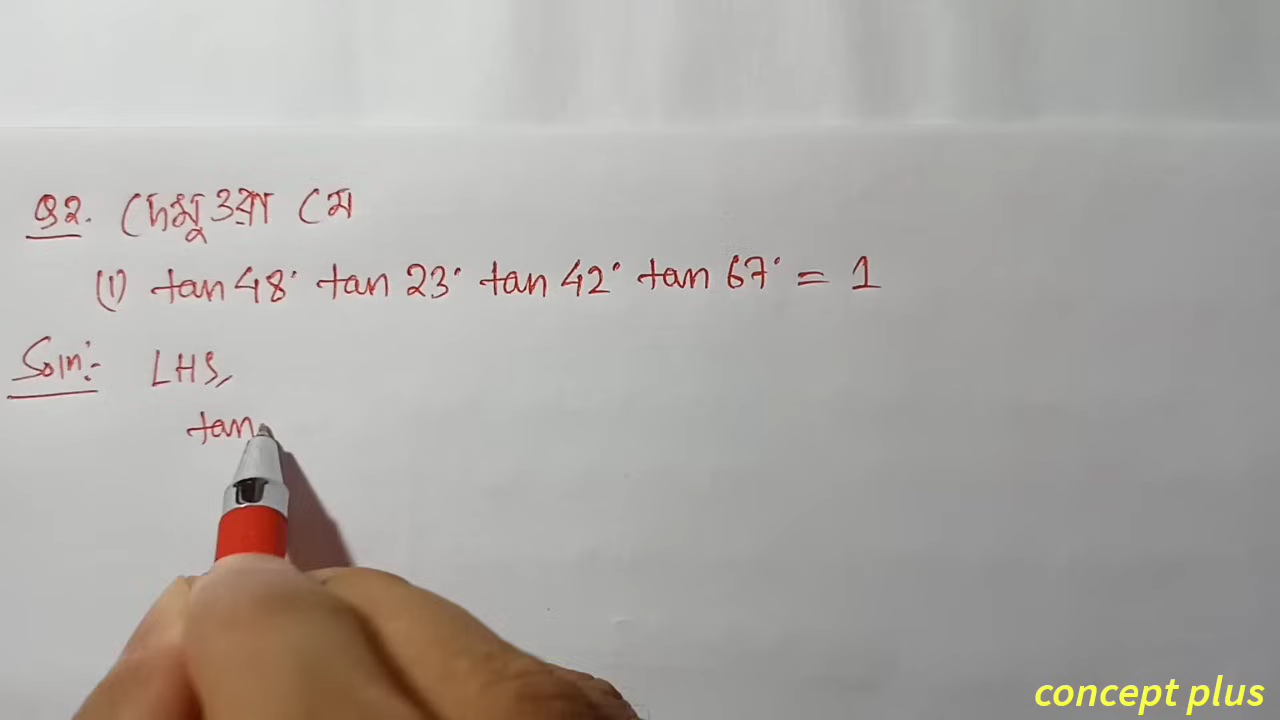 Q2. দেখুওৱা যে
(i) tan 48° tan 23° tan 42° tan 67° = 1
Soln:- LHS,
tan
concept plus